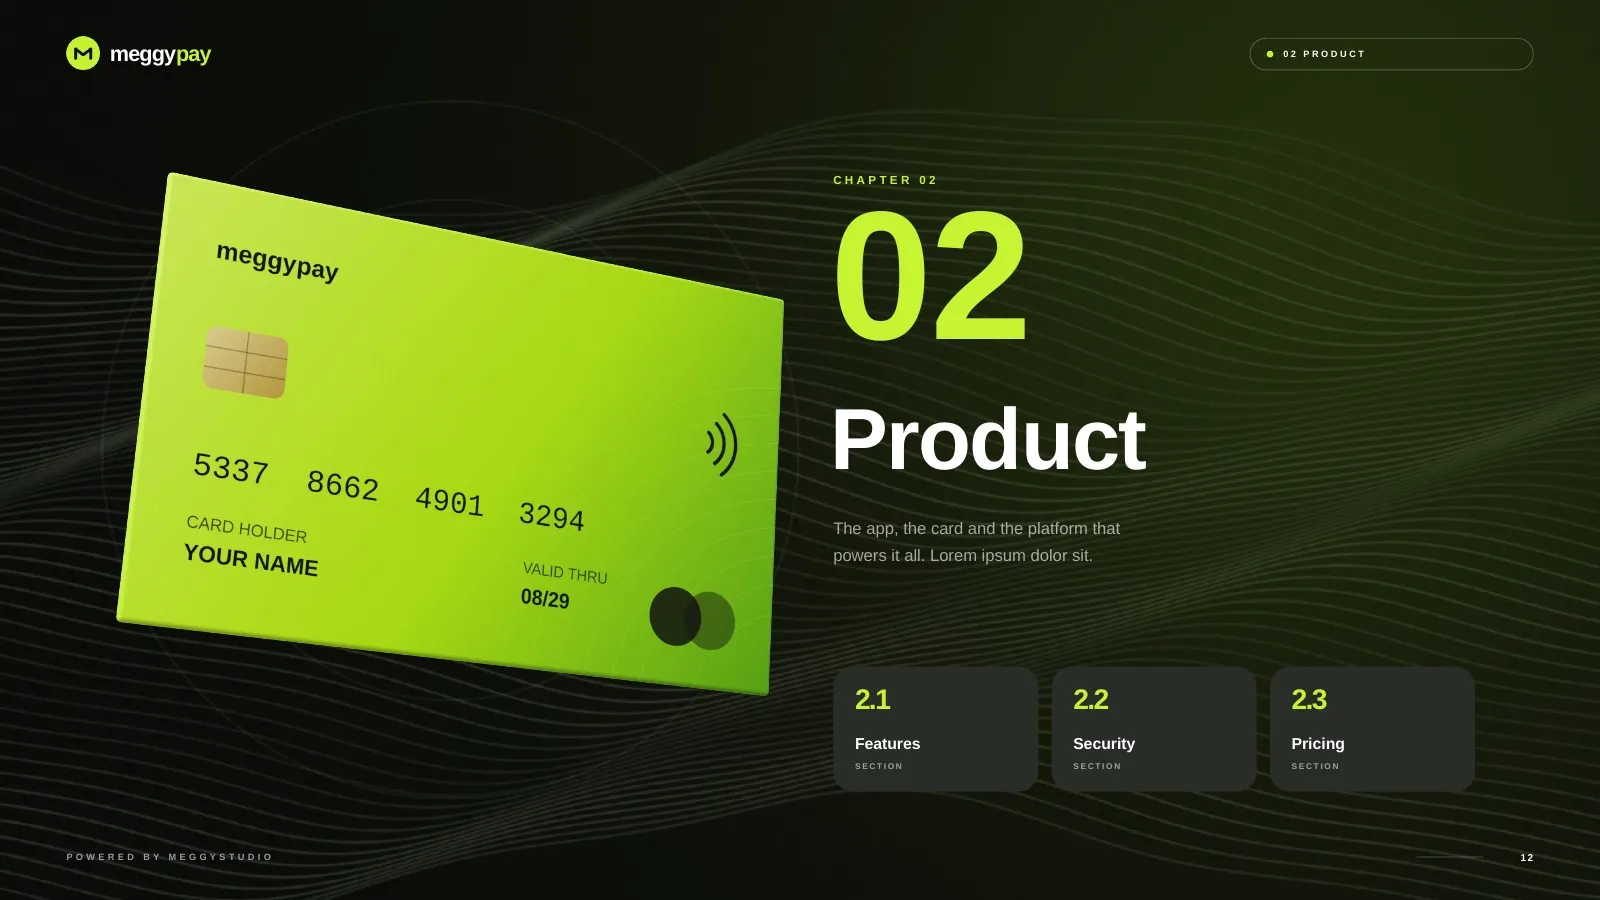 meggypay
02 PRODUCT
meggypay
5337 8662 4901 3294
CARD HOLDER
YOUR NAME
VALID THRU
08/29
CHAPTER 02
02
Product
The app, the card and the platform that
powers it all. Lorem ipsum dolor sit.
2.1
Features
SECTION
2.2
Security
SECTION
2.3
Pricing
SECTION
POWERED BY MEGGYSTUDIO
12